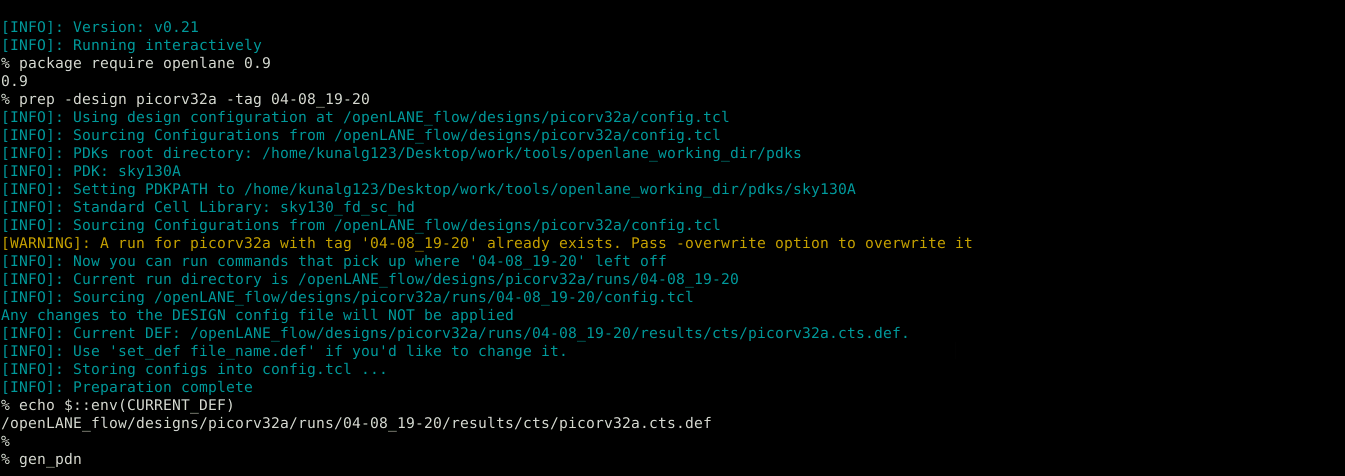 [INFO]: Version: v0.21
[INFO]: Running interactively
% package require openlane 0.9
0.9
% prep -design picorv32a -tag 04-08_19-20
[INFO]: Using design configuration at /openLANE_flow/designs/picorv32a/config.tcl
[INFO]: Sourcing Configurations from /openLANE_flow/designs/picorv32a/config.tcl
[INFO]: PDKs root directory: /home/kunalg123/Desktop/work/tools/openlane_working_dir/pdks
[INFO]: PDK: sky130A
[INFO]: Setting PDKPATH to /home/kunalg123/Desktop/work/tools/openlane_working_dir/pdks/sky130A
[INFO]: Standard Cell Library: sky130_fd_sc_hd
[INFO]: Sourcing Configurations from /openLANE_flow/designs/picorv32a/config.tcl
[WARNING]: A run for picorv32a with tag '04-08_19-20' already exists. Pass -overwrite option to overwrite it
[INFO]: Now you can run commands that pick up where '04-08_19-20' left off
[INFO]: Current run directory is /openLANE_flow/designs/picorv32a/runs/04-08_19-20
[INFO]: Sourcing /openLANE_flow/designs/picorv32a/runs/04-08_19-20/config.tcl
Any changes to the DESIGN config file will NOT be applied
[INFO]: Current DEF: /openLANE_flow/designs/picorv32a/runs/04-08_19-20/results/cts/picorv32a.cts.def.
[INFO]: Use 'set_def file_name.def' if you'd like to change it.
[INFO]: Storing configs into config.tcl ...
[INFO]: Preparation complete
% echo $::env(CURRENT_DEF)
/openLANE_flow/designs/picorv32a/runs/04-08_19-20/results/cts/picorv32a.cts.def
%
% gen_pdn